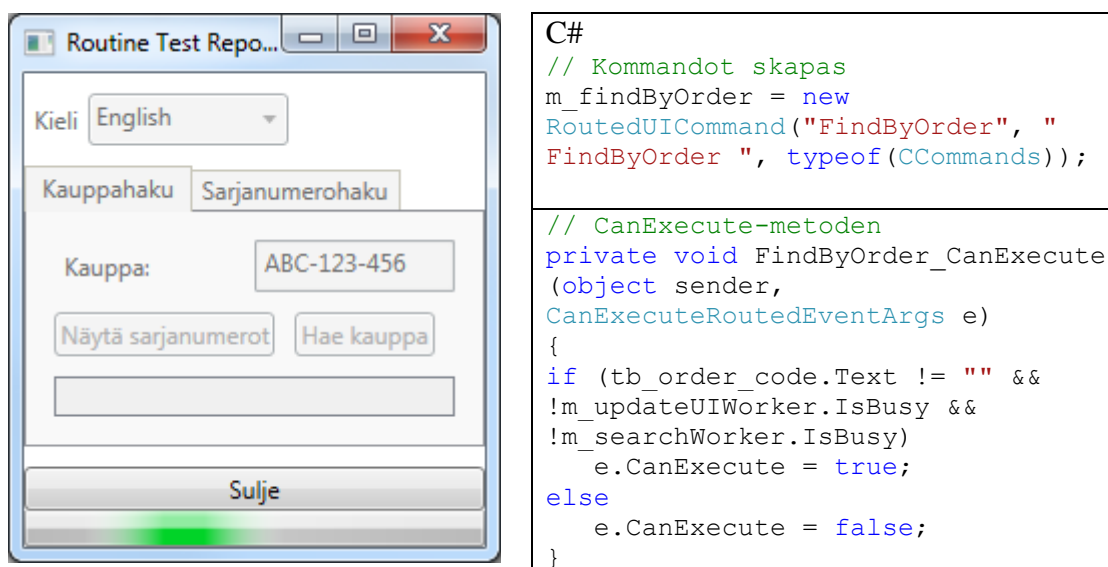 Routine Test Repo...
Kieli English
Kauppahaku Sarjanumerohaku
Kauppa: ABC-123-456
Näytä sarjanumerot Hae kauppa
Sulje
C#
// Kommandot skapas
m_findByOrder = new
RoutedUICommand("FindByOrder", "
FindByOrder ", typeof(CCommands));
// CanExecute-metoden
private void FindByOrder_CanExecute
(object sender,
CanExecuteRoutedEventArgs e)
{
if (tb_order_code.Text != "" &&
!m_updateUIWorker.IsBusy &&
!m_searchWorker.IsBusy)
e.CanExecute = true;
else
e.CanExecute = false;
}